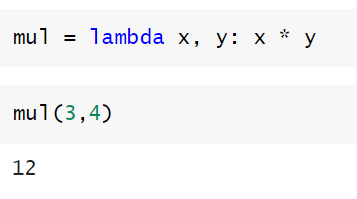 mul = lambda x, y: x * y
mul(3,4)
12